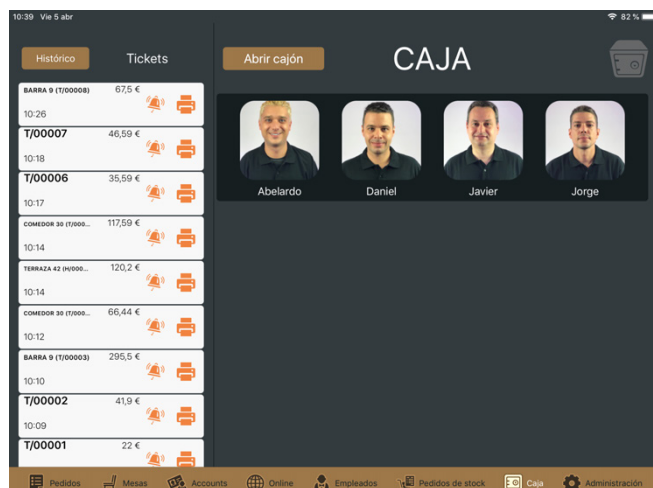 10:39 Vie 5 abr
82 %
Histórico
Tickets
Abrir cajón
CAJA
BARRA 9 (T/00008)
67,5 €
10:26
T/00007
46,59 €
10:18
T/00006
35,59 €
10:17
COMEDOR 30 (T/000...
117,59 €
10:14
TERRAZA 42 (H/000...
120,2 €
10:14
COMEDOR 30 (T/000...
66,44 €
10:12
BARRA 9 (T/00003)
295,5 €
10:10
T/00002
41,9 €
10:09
T/00001
22 €
Abelardo
Daniel
Javier
Jorge
Pedidos
Mesas
Accounts
Online
Empleados
Pedidos de stock
Caja
Administración